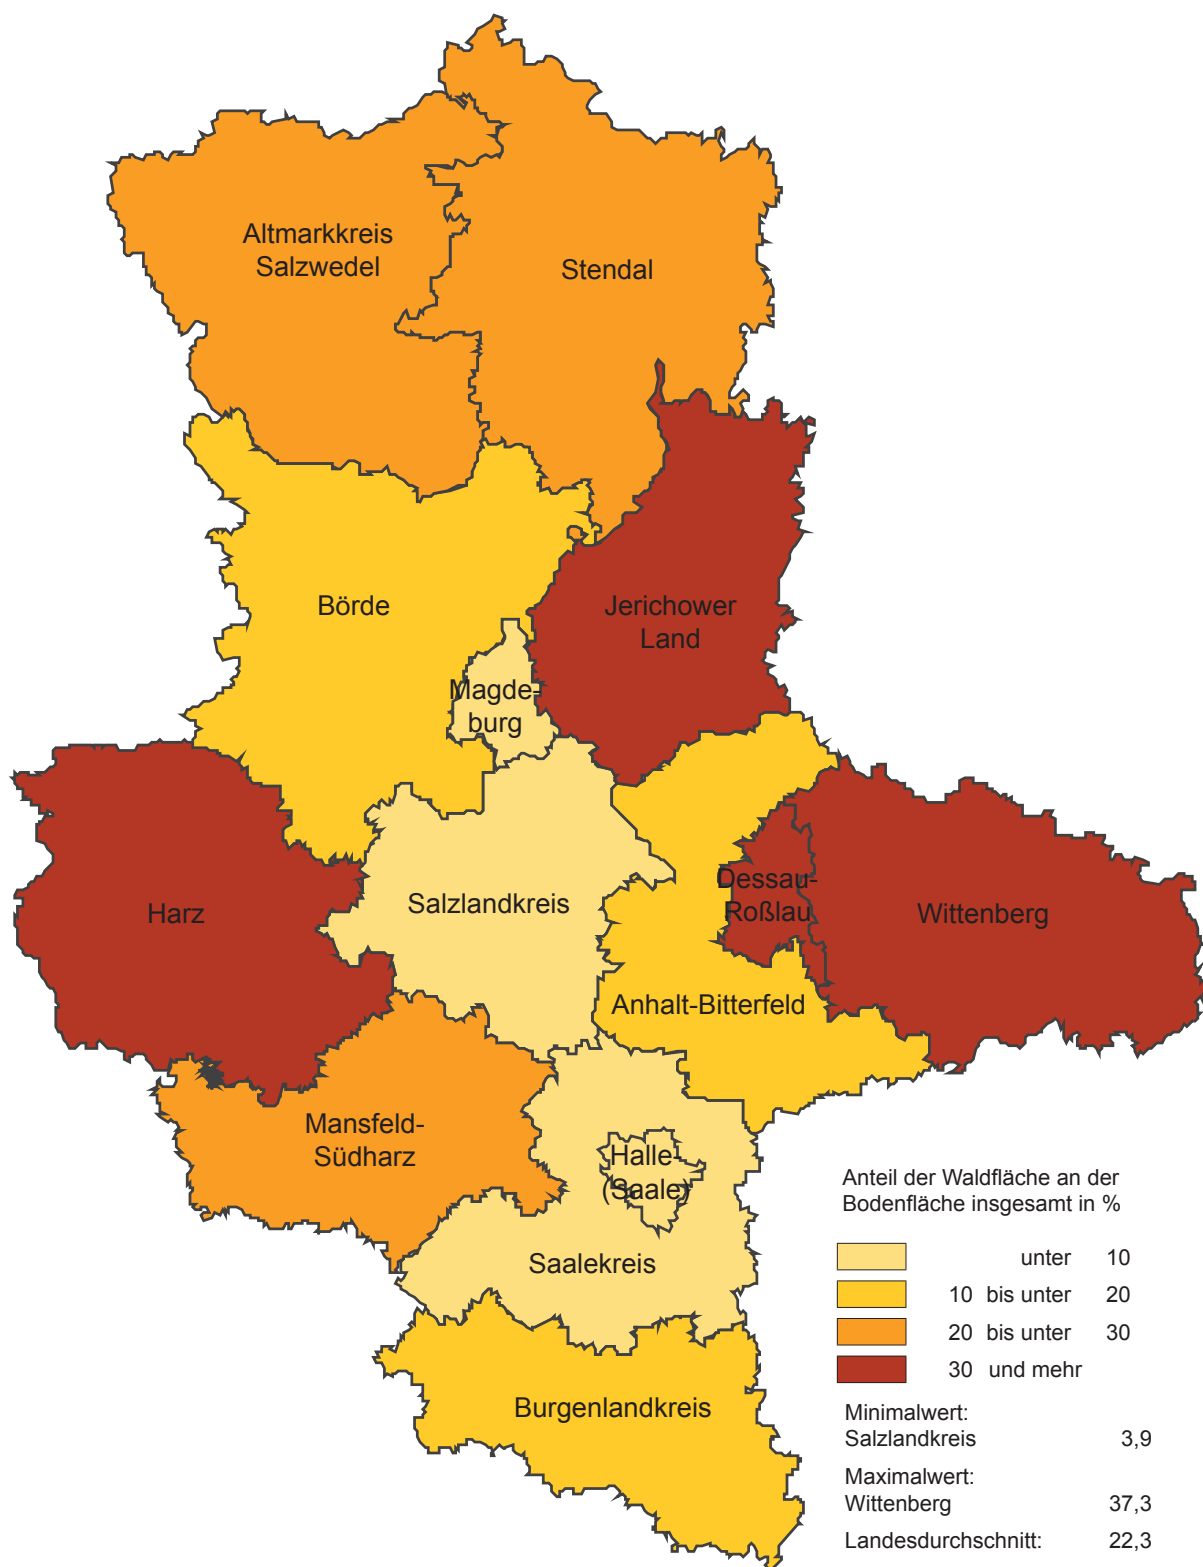 Altmarkkreis
Salzwedel
Stendal
Börde
Jerichower
Land
Magde-
burg
Harz
Salzlandkreis
Dessau-
Roßlau
Wittenberg
Anhalt-Bitterfeld
Mansfeld-
Südharz
Halle-
(Saale)
Saalekreis
Burgenlandkreis
Anteil der Waldfläche an der
Bodenfläche insgesamt in %
unter 10
10 bis unter 20
20 bis unter 30
30 und mehr
Minimalwert:
Salzlandkreis 3,9
Maximalwert:
Wittenberg 37,3
Landesdurchschnitt: 22,3